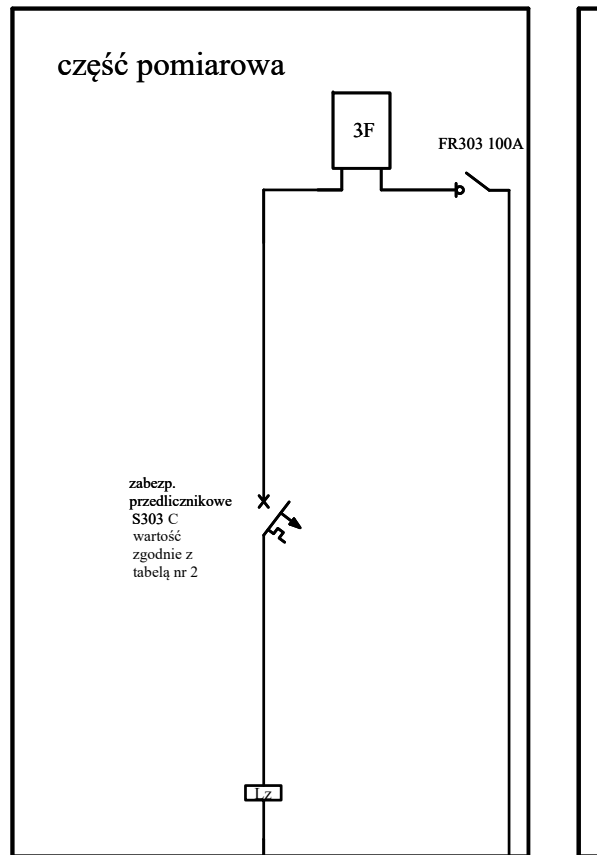 część pomiarowa
3F
FR303 100A
zabezp.
przedlicznikowe
S303 C
wartość
zgodnie z
tabelą nr 2
Lz